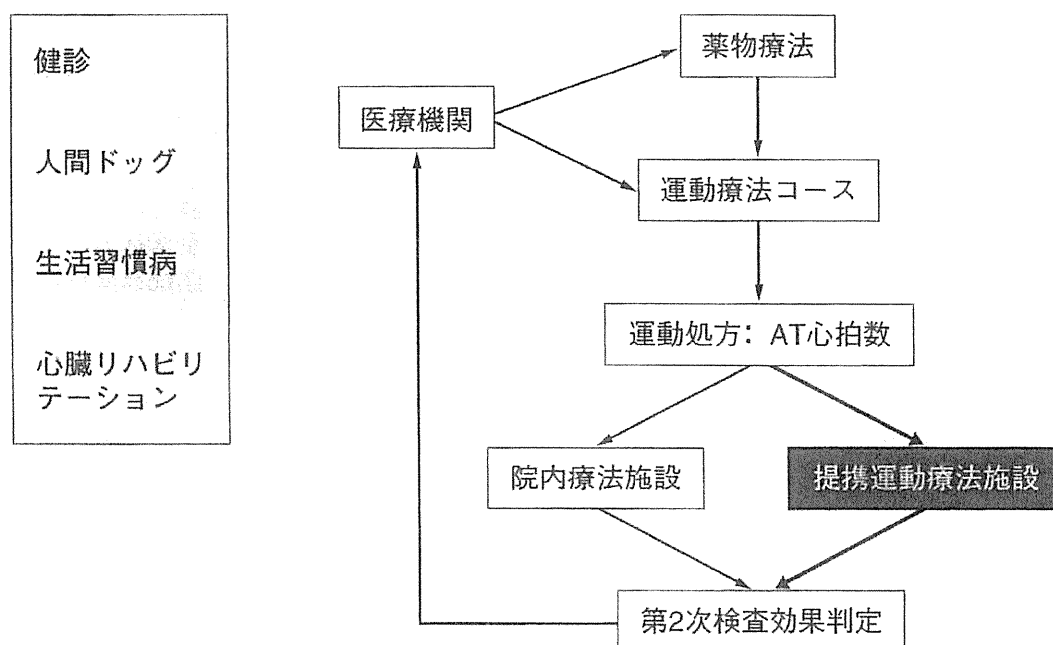 健診
人間ドッグ
生活習慣病
心臓リハビリ
テーション
薬物療法
医療機関
運動療法コース
運動処方：AT心拍数
院内療法施設
提携運動療法施設
第2次検査効果判定